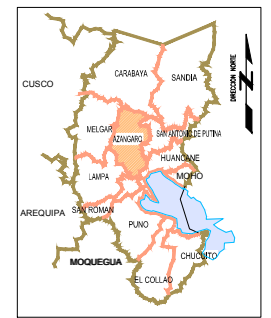 CARABAYA
SANDIA
CUSCO
DIRECCION NORTE
MELGAR
AZANGARO
SAN ANTONIO DE PUTINA
HUANCANE
LAMPA
MOHO
AREQUIPA
SAN ROMAN
PUNO
MOQUEGUA
CHUCUITO
EL COLLAO